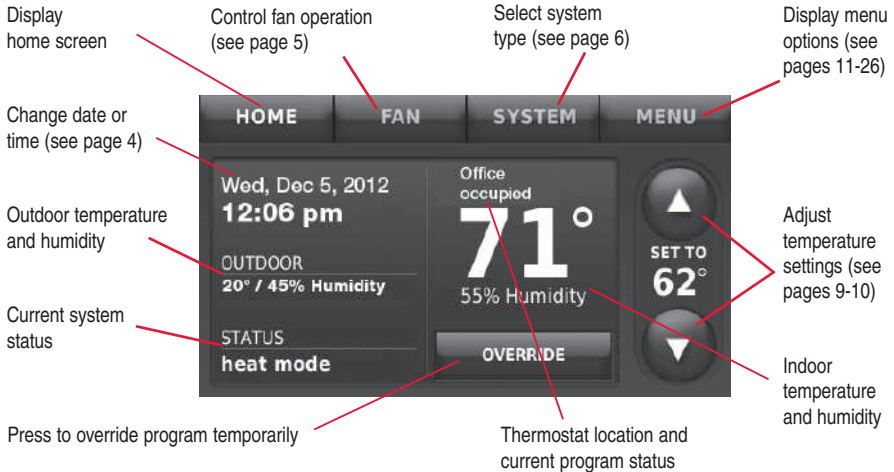 Display
home screen
Control fan operation
(see page 5)
Select system
type (see page 6)
Display menu
options (see
pages 11-26)
Change date or
time (see page 4)
Outdoor temperature
and humidity
Current system
status
HOME
FAN
SYSTEM
MENU
Wed, Dec 5, 2012
12:06 pm
OUTDOOR
20° / 45% Humidity
STATUS
heat mode
Office
occupied
71°
55% Humidity
OVERRIDE
SET TO
62°
Adjust
temperature
settings (see
pages 9-10)
Indoor
temperature
and humidity
Press to override program temporarily
Thermostat location and
current program status